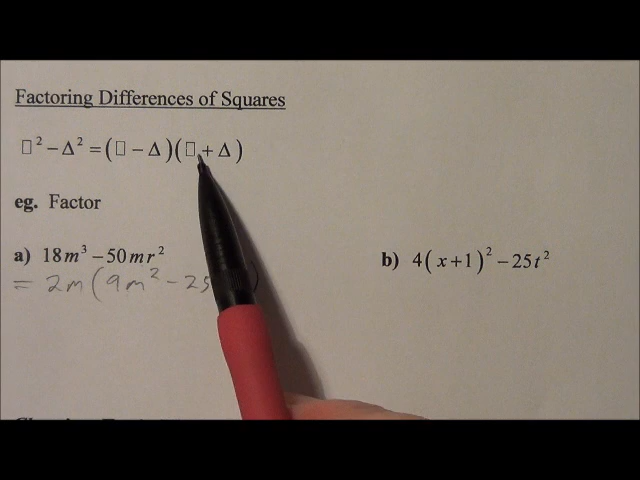 Factoring Differences of Squares
□² − Δ² = (□ − Δ)(□ + Δ)
eg. Factor
a) 18m³ − 50mr²
b) 4(x+1)² − 25t²
= 2m(9m² − 25 )